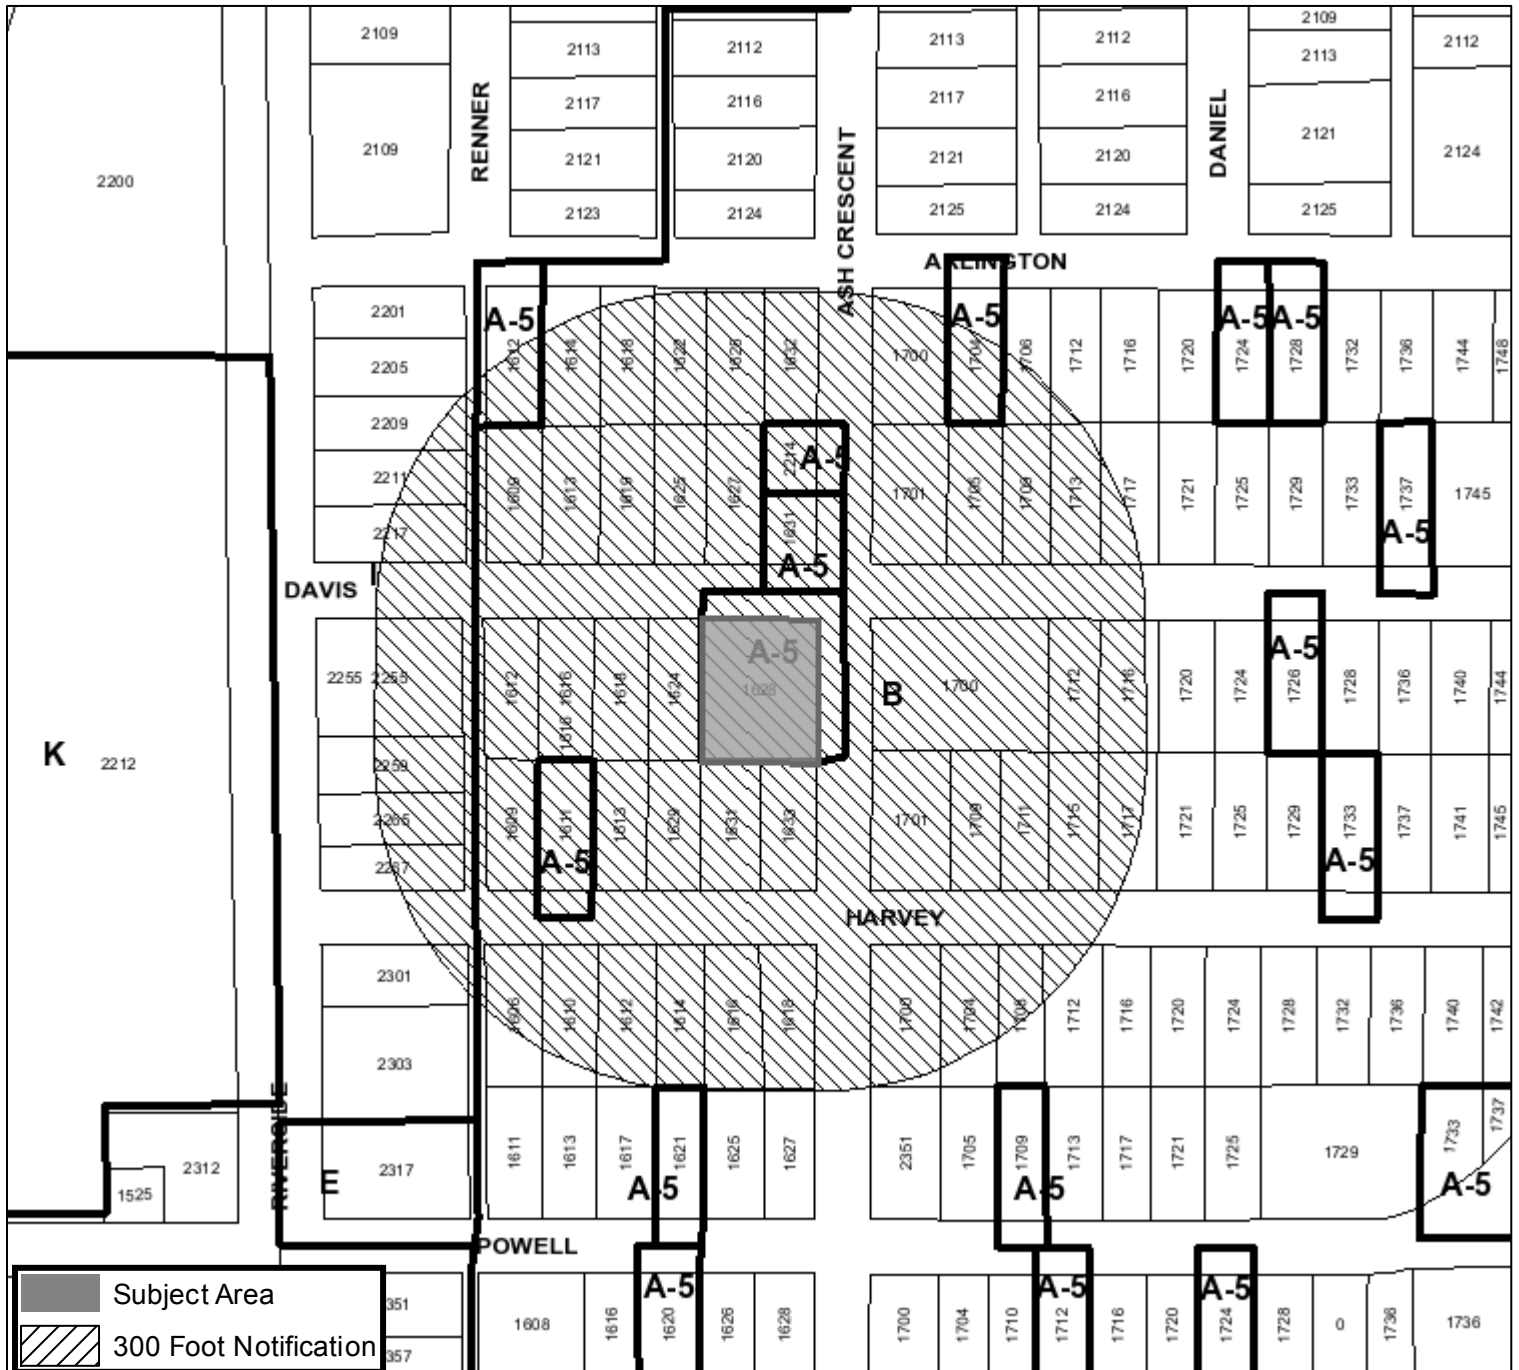 2109 2113 2112 2113 2112 2109 2112
2113
RENNER
2117 2116 2117 2116
DANIEL
2109 2121 2120 2121 2120 2121 2124
2200
ASH CRESCENT
2123 2124 2125 2124 2125
ARLINGTON
2201
A-5 A-5 A-5 A-5
2205
1612 1614 1618 1622 1626 1632 1700 1704 1706 1712 1716 1720 1724 1728 1732 1736 1744 1748
2209
2214 A-5
2211
1609 1613 1619 1625 1627 1701 1705 1709 1713 1717 1721 1725 1729 1733 1737 1745
1631
2217
A-5
A-5
DAVIS
I
A-5
A-5
2255 2255 1612 1616 1618 1624 1628 B 1700 1712 1716 1720 1724 1726 1728 1736 1740 1744
1616
K 2212
2259
2265 1609 1611 1613 1629 1631 1633 1701 1709 1711 1715 1717 1721 1725 1729 1733 1737 1741 1745
2267
A-5
A-5
HARVEY
2301
1606 1610 1612 1614 1616 1618 1700 1704 1708 1712 1716 1720 1724 1728 1732 1736 1740 1742
2303
RIVERSIDE
1611 1613 1617 1621 1625 1627 2351 1705 1709 1713 1717 1721 1725 1729 1733 1737
2312 2317
1525 E A-5 A-5 A-5
POWELL
A-5 A-5 A-5
Subject Area
351 1608 1616 1620 1626 1628 1700 1704 1710 1712 1716 1720 1724 1728 0 1736 1736
300 Foot Notification
357